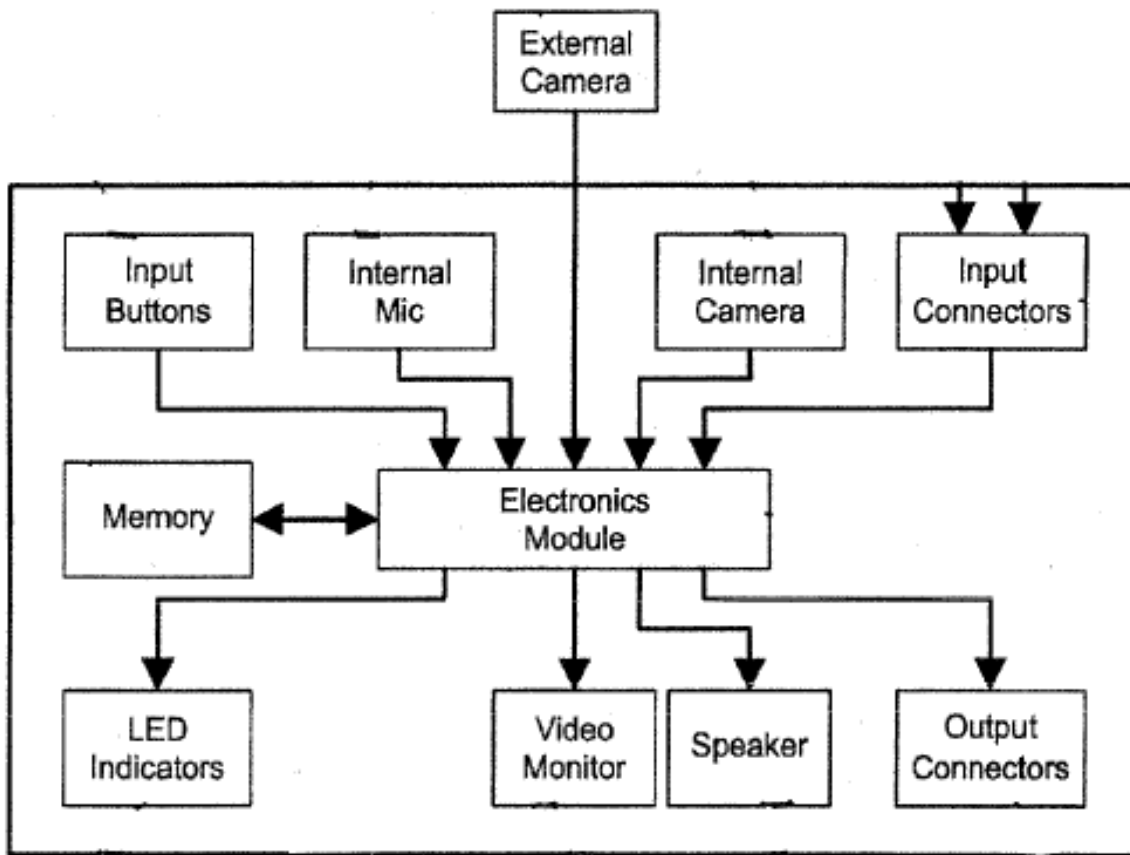 External
Camera
Input
Buttons
Internal
Mic
Internal
Camera
Input
Connectors
Memory
Electronics
Module
LED
Indicators
Video
Monitor
Speaker
Output
Connectors